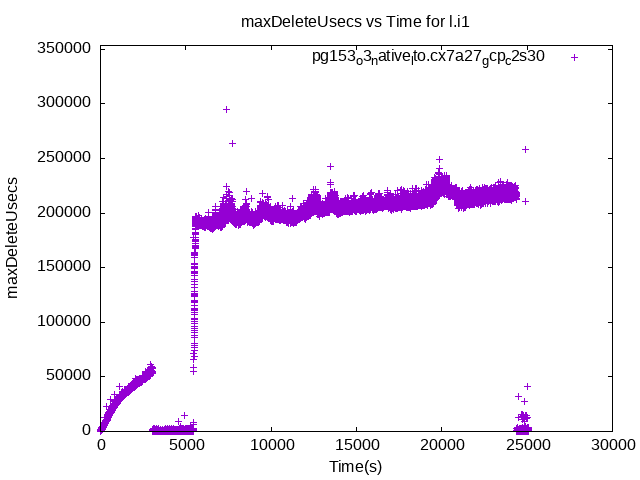 maxDeleteUsecs vs Time for l.i1
pg153o3nativelto.cx7a27gcpc2s30
350000
300000
250000
200000
150000
100000
50000
0
maxDeleteUsecs
0 5000 10000 15000 20000 25000 30000
Time(s)